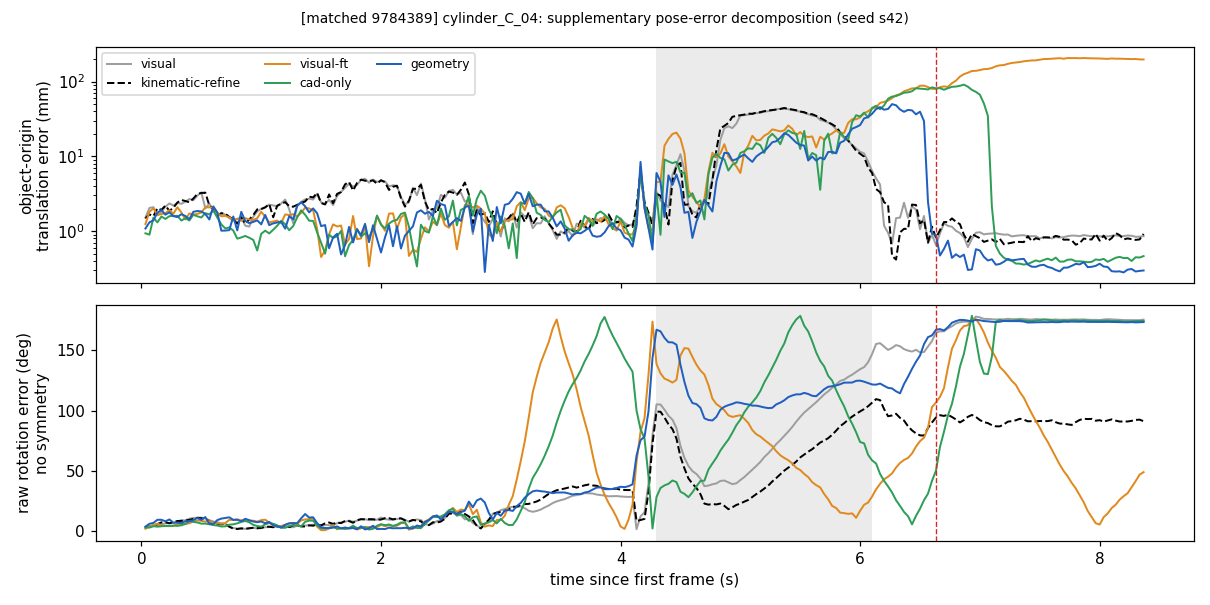 [matched 9784389] cylinder_C_04: supplementary pose-error decomposition (seed s42)
visual
kinematic-refine
visual-ft
cad-only
geometry
object-origin
translation error (mm)
10²
10¹
10⁰
raw rotation error (deg)
no symmetry
150
100
50
0
0 2 4 6 8
time since first frame (s)